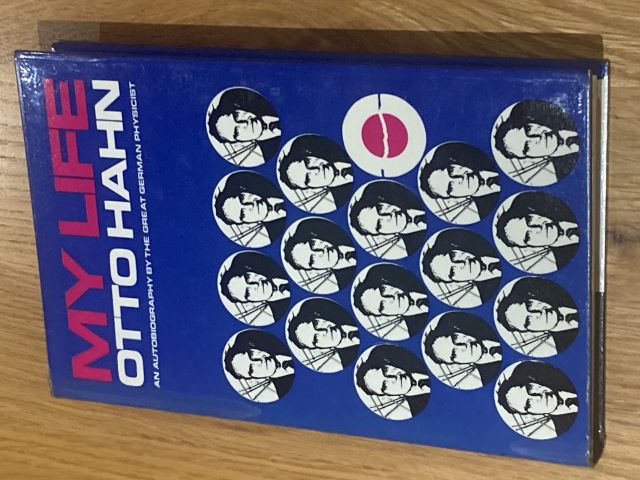 MY LIFE
OTTO HAHN
AN AUTOBIOGRAPHY BY THE GREAT GERMAN PHYSICIST